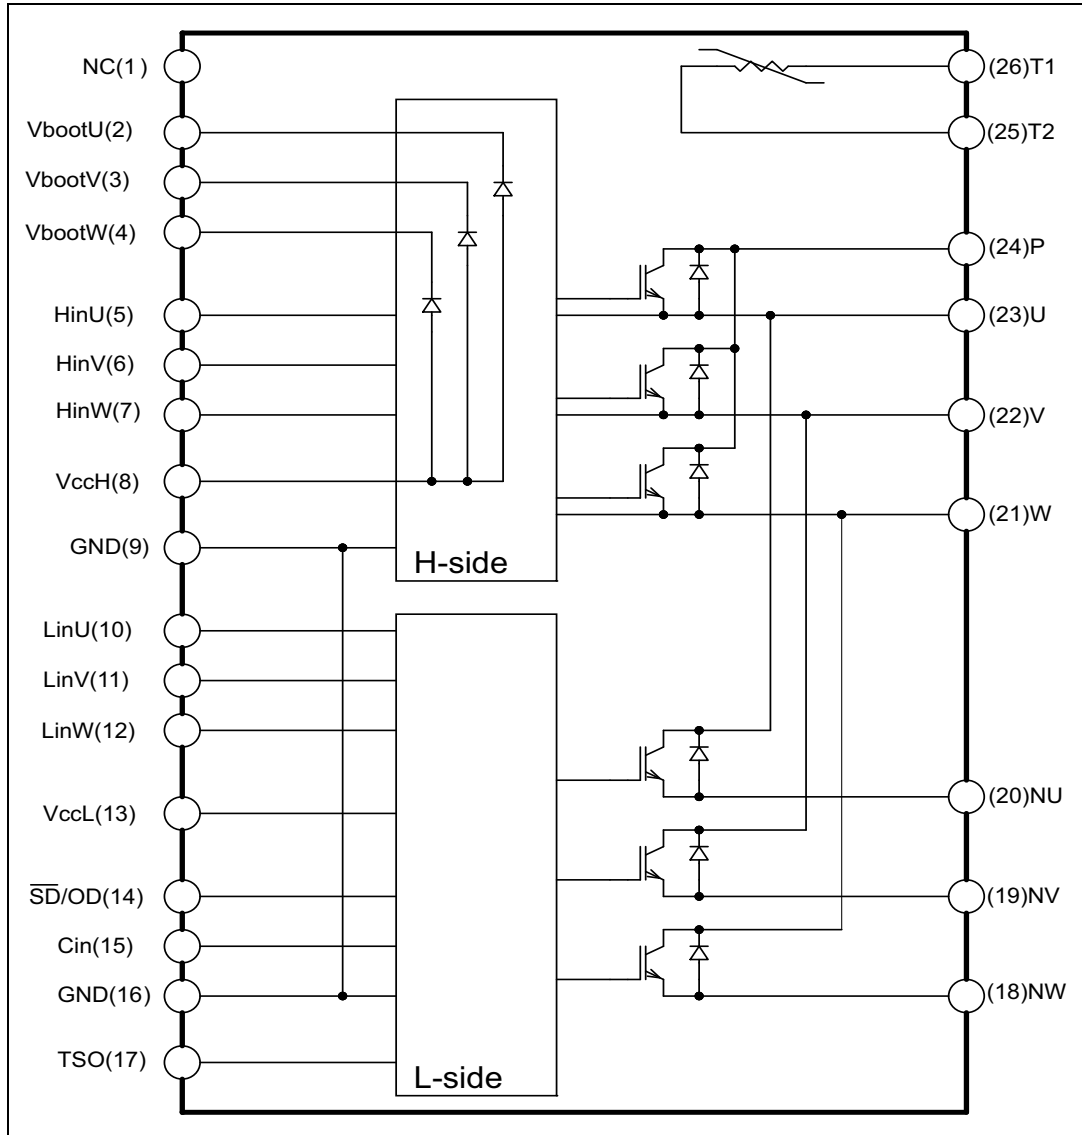 NC(1)
VbootU(2)
VbootV(3)
VbootW(4)
HinU(5)
HinV(6)
HinW(7)
VccH(8)
GND(9)
LinU(10)
LinV(11)
LinW(12)
VccL(13)
S̅D̅/OD(14)
Cin(15)
GND(16)
TSO(17)
H-side
L-side
(26)T1
(25)T2
(24)P
(23)U
(22)V
(21)W
(20)NU
(19)NV
(18)NW